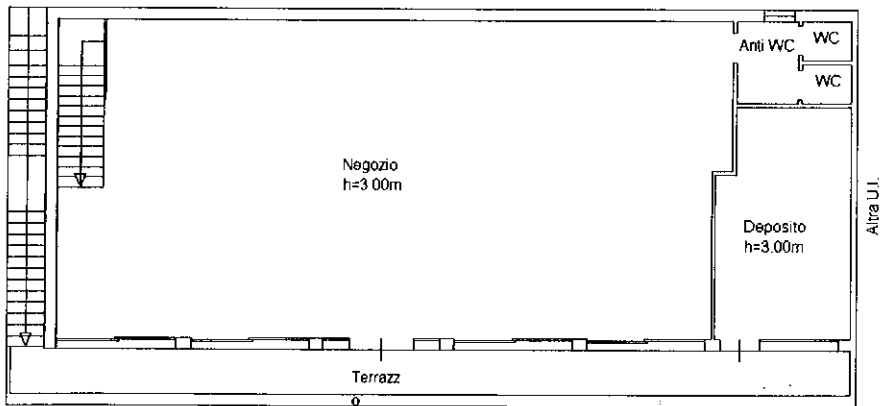 Anti WC
WC
WC
Negozio
h=3.00m
Deposito
h=3.00m
Altra U.I.
Terrazz
o